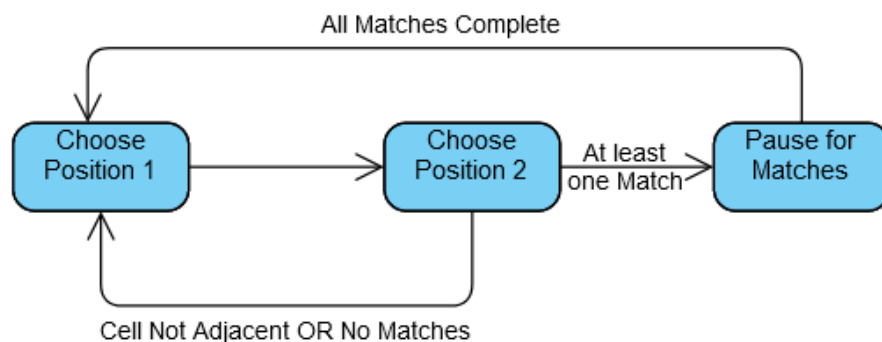 All Matches Complete
Choose
Position 1
Choose
Position 2
At least
one Match
Pause for
Matches
Cell Not Adjacent OR No Matches